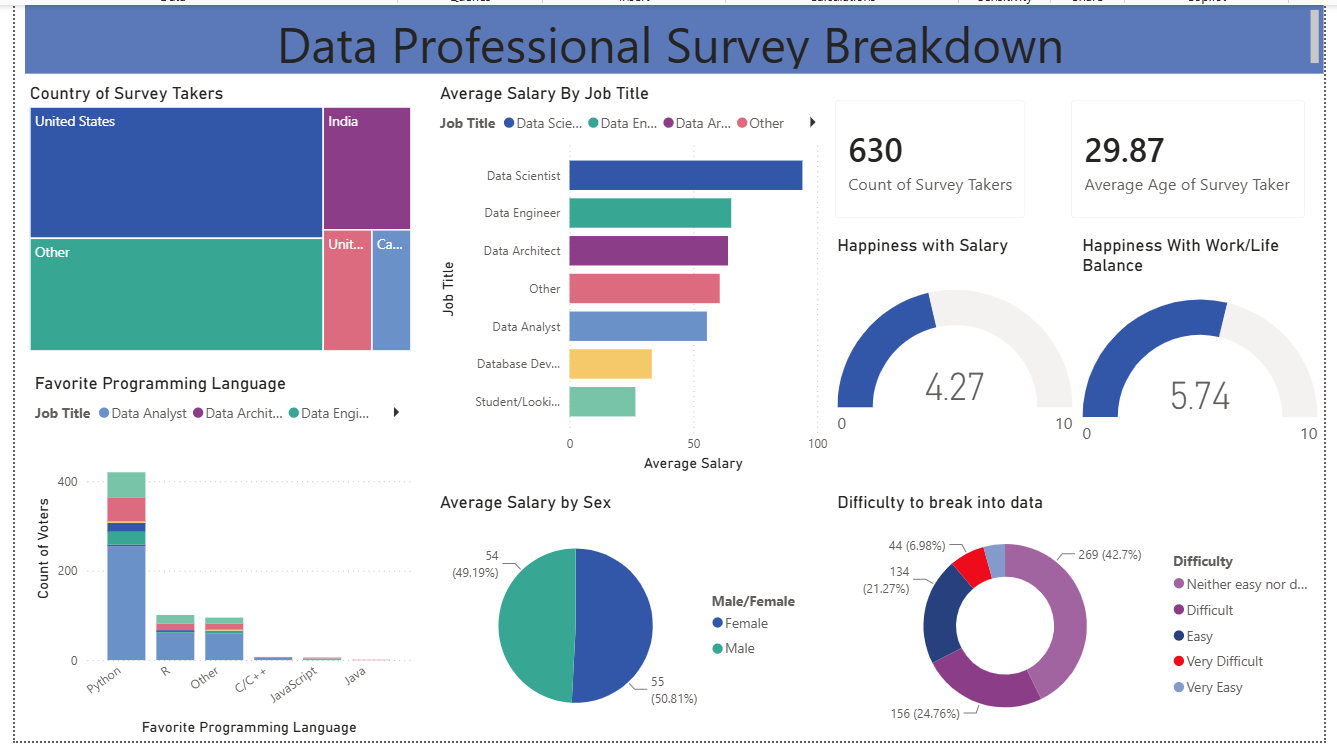 Data Professional Survey Breakdown
Country of Survey Takers
United States
India
Other
Unit...
Ca...
Average Salary By Job Title
Job Title Data Scie... Data En... Data Ar... Other
Job Title
Data Scientist
Data Engineer
Data Architect
Other
Data Analyst
Database Dev...
Student/Looki...
0 50 100
Average Salary
630
Count of Survey Takers
29.87
Average Age of Survey Taker
Happiness with Salary
4.27
0 10
Happiness With Work/Life
Balance
5.74
0 10
Favorite Programming Language
Job Title Data Analyst Data Archit... Data Engi...
Count of Voters
400
200
0
Python R Other C/C++ JavaScript Java
Favorite Programming Language
Average Salary by Sex
54
(49.19%)
55
(50.81%)
Male/Female
Female
Male
Difficulty to break into data
44 (6.98%)
134
(21.27%)
269 (42.7%)
156 (24.76%)
Difficulty
Neither easy nor d...
Difficult
Easy
Very Difficult
Very Easy